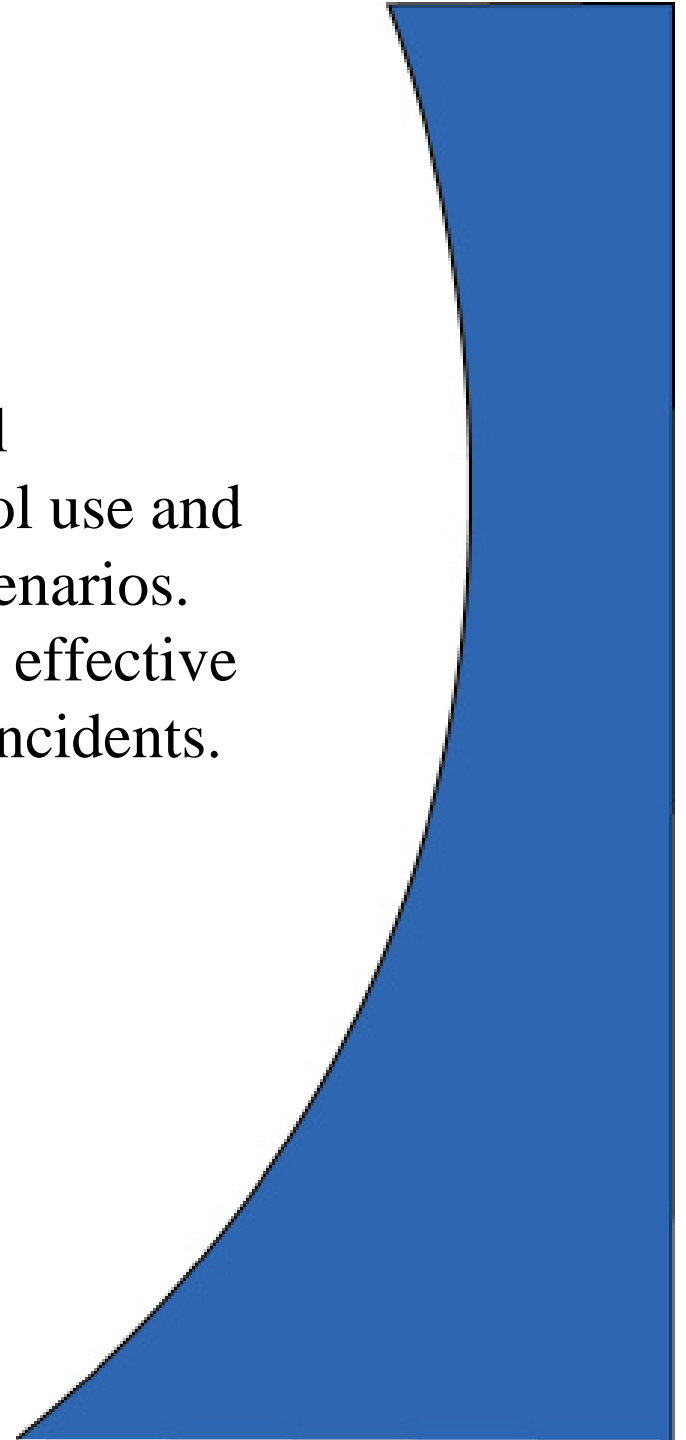 l
ol use and
enarios.
effective
ncidents.